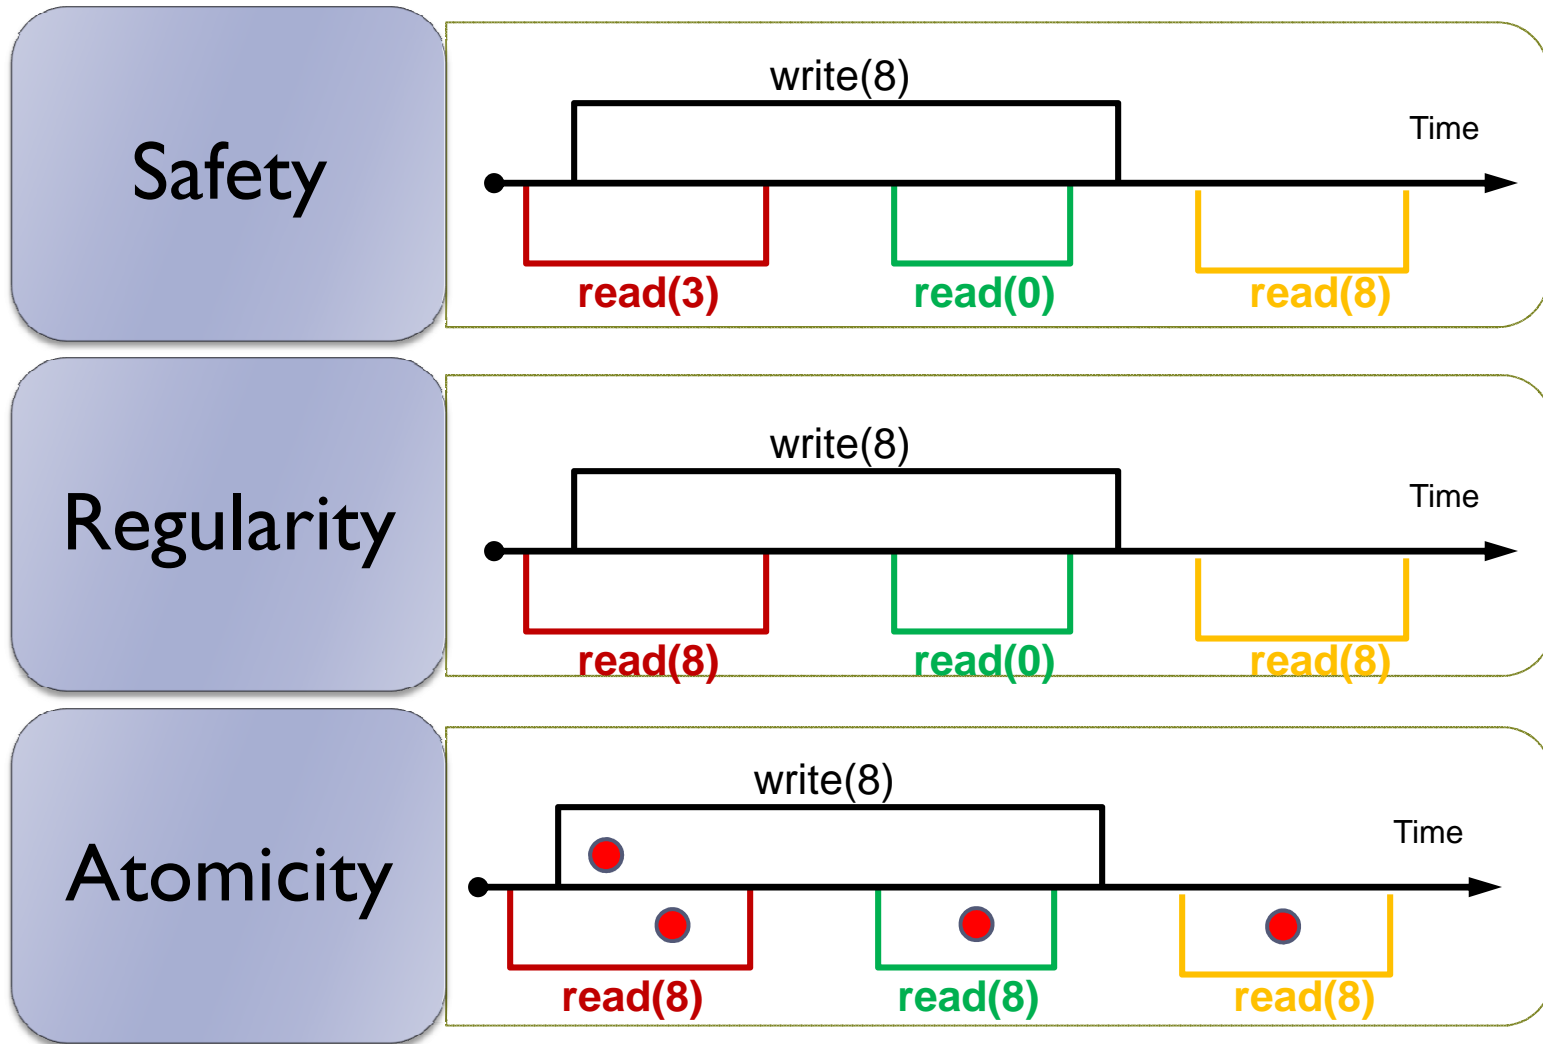 Safety
write(8)
Time
read(3) read(0) read(8)
Regularity
write(8)
Time
read(8) read(0) read(8)
Atomicity
write(8)
Time
read(8) read(8) read(8)